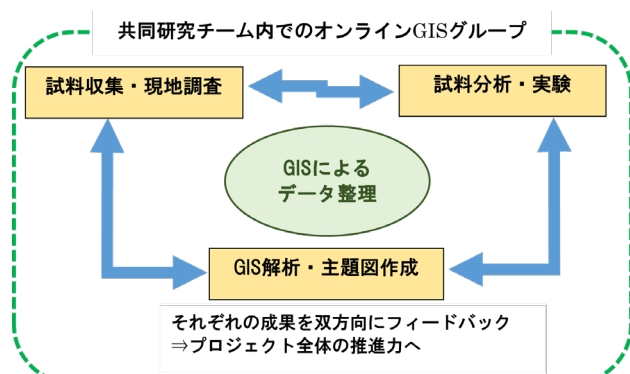 共同研究チーム内でのオンラインGISグループ
試料収集・現地調査
試料分析・実験
GISによる
データ整理
GIS解析・主題図作成
それぞれの成果を双方向にフィードバック
⇒プロジェクト全体の推進力へ